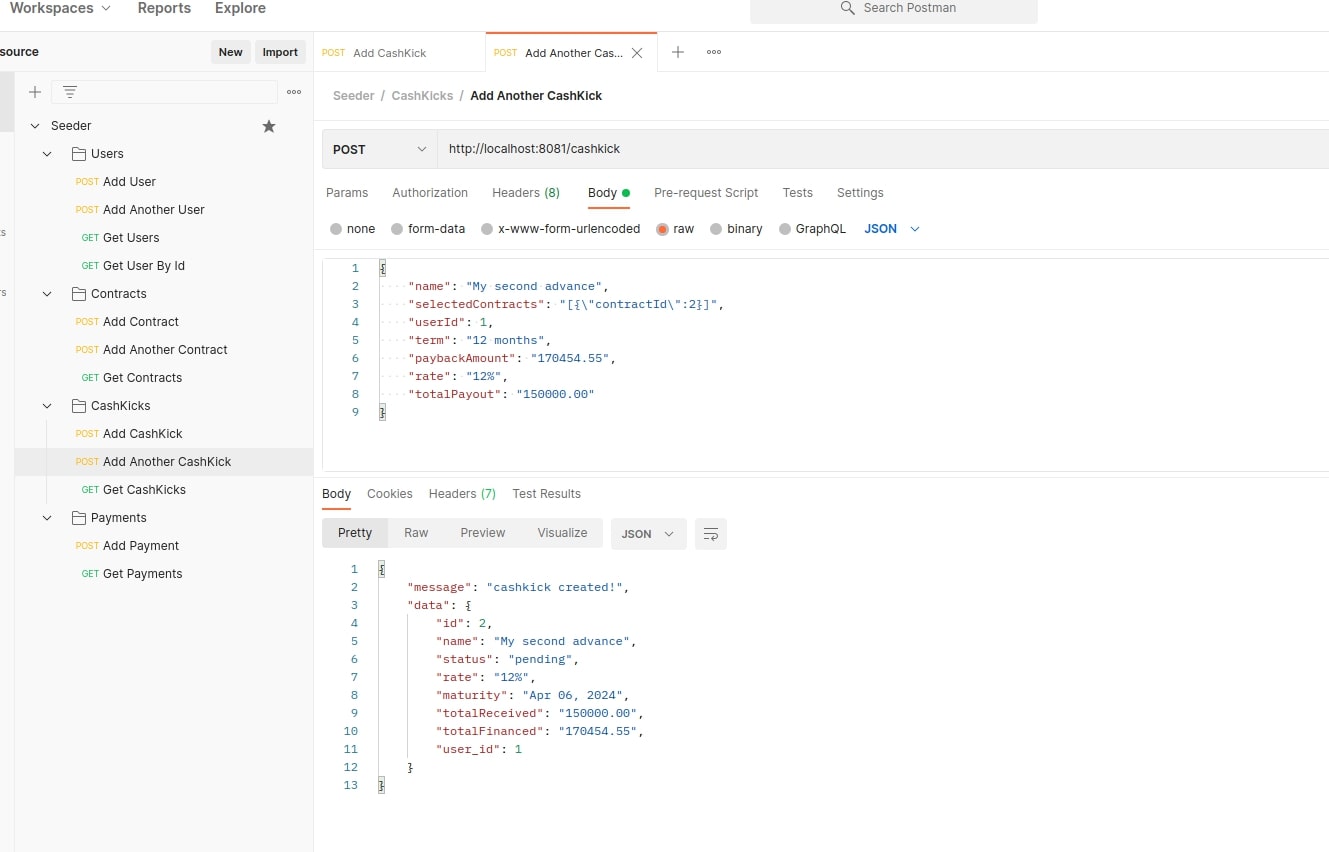 Workspaces Reports Explore Search Postman
source New Import
POST Add CashKick POST Add Another Cas...
Seeder / CashKicks / Add Another CashKick
Seeder
Users
POST Add User
POST Add Another User
GET Get Users
GET Get User By Id
Contracts
POST Add Contract
POST Add Another Contract
GET Get Contracts
CashKicks
POST Add CashKick
POST Add Another CashKick
GET Get CashKicks
Payments
POST Add Payment
GET Get Payments
POST http://localhost:8081/cashkick
Params Authorization Headers (8) Body Pre-request Script Tests Settings
none form-data x-www-form-urlencoded raw binary GraphQL JSON
1 {
2 "name": "My second advance",
3 "selectedContracts": "[{\"contractId\":2}]",
4 "userId": 1,
5 "term": "12 months",
6 "paybackAmount": "170454.55",
7 "rate": "12%",
8 "totalPayout": "150000.00"
9 }
Body Cookies Headers (7) Test Results
Pretty Raw Preview Visualize JSON
1 {
2 "message": "cashkick created!",
3 "data": {
4 "id": 2,
5 "name": "My second advance",
6 "status": "pending",
7 "rate": "12%",
8 "maturity": "Apr 06, 2024",
9 "totalReceived": "150000.00",
10 "totalFinanced": "170454.55",
11 "user_id": 1
12 }
13 }